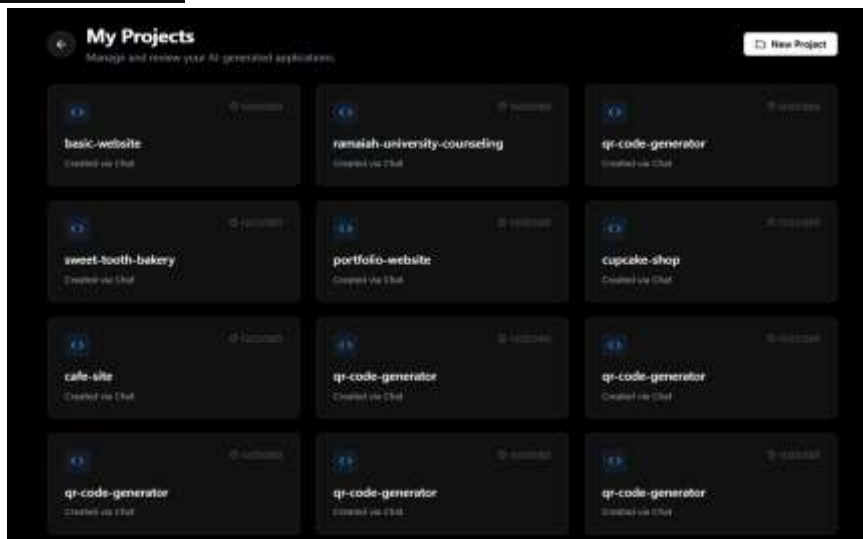 My Projects
Manage and review your AI-generated applications.
New Project
basic-website
Created via Chat
ramaiah-university-counseling
Created via Chat
qr-code-generator
Created via Chat
sweet-tooth-bakery
Created via Chat
portfolio-website
Created via Chat
cupcake-shop
Created via Chat
cafe-site
Created via Chat
qr-code-generator
Created via Chat
qr-code-generator
Created via Chat
qr-code-generator
Created via Chat
qr-code-generator
Created via Chat
qr-code-generator
Created via Chat